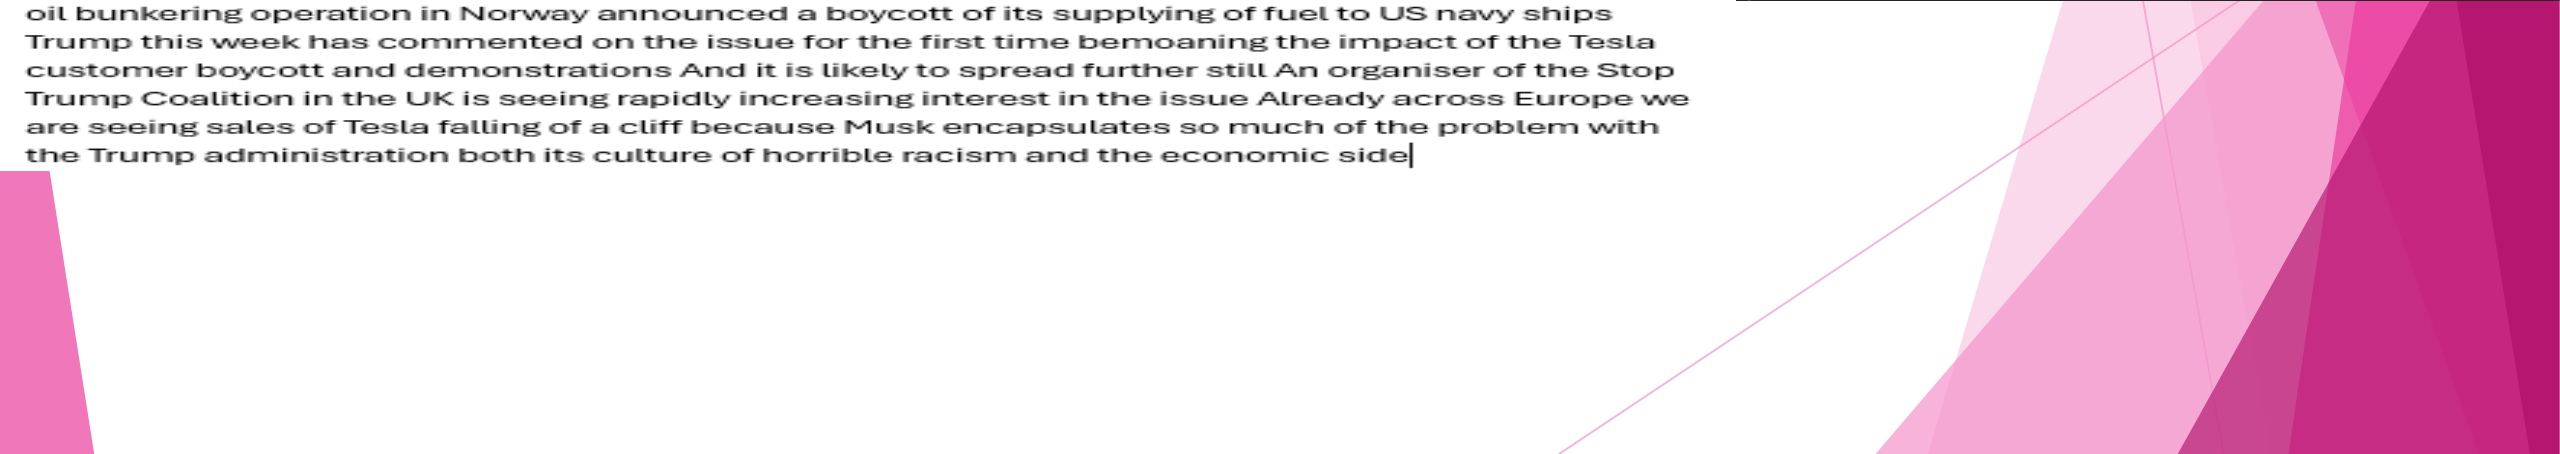 oil bunkering operation in Norway announced a boycott of its supplying of fuel to US navy ships
Trump this week has commented on the issue for the first time bemoaning the impact of the Tesla
customer boycott and demonstrations And it is likely to spread further still An organiser of the Stop
Trump Coalition in the UK is seeing rapidly increasing interest in the issue Already across Europe we
are seeing sales of Tesla falling of a cliff because Musk encapsulates so much of the problem with
the Trump administration both its culture of horrible racism and the economic side